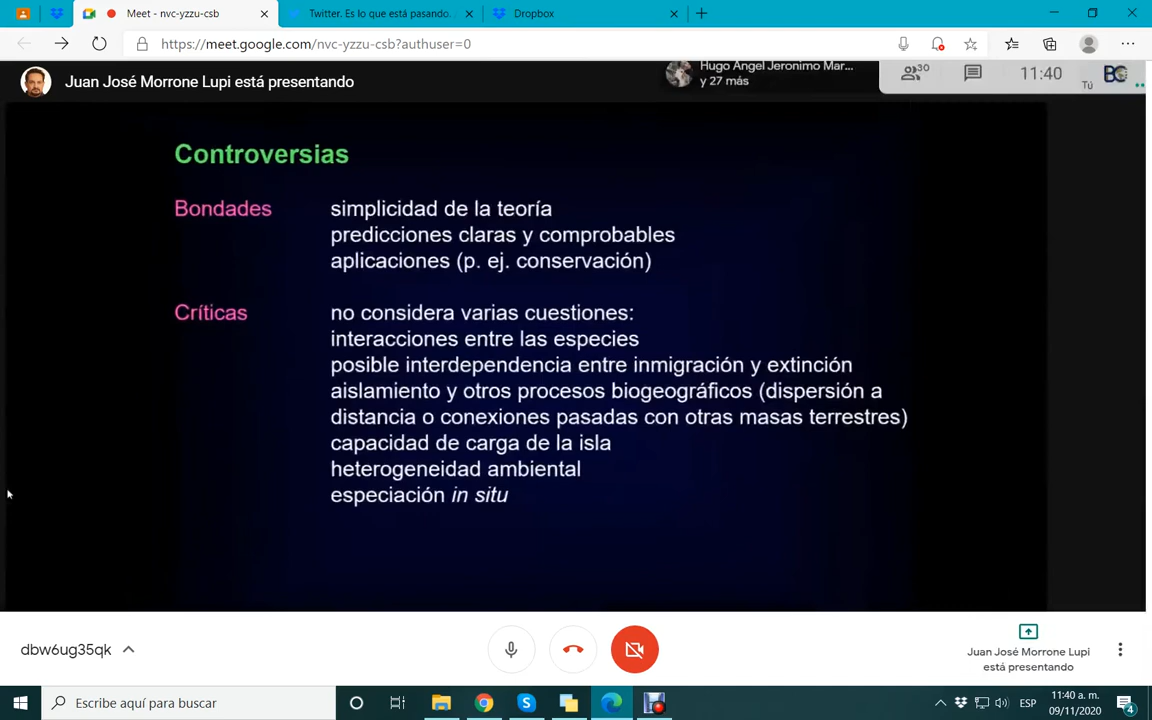 Meet - nvc-yzzu-csb
Twitter. Es lo que está pasando.
Dropbox
https://meet.google.com/nvc-yzzu-csb?authuser=0
Juan José Morrone Lupi está presentando
Hugo Angel Jeronimo Mar...
y 27 más
30
11:40
Tú
BC
Controversias
Bondades simplicidad de la teoría
predicciones claras y comprobables
aplicaciones (p. ej. conservación)
Críticas no considera varias cuestiones:
interacciones entre las especies
posible interdependencia entre inmigración y extinción
aislamiento y otros procesos biogeográficos (dispersión a
distancia o conexiones pasadas con otras masas terrestres)
capacidad de carga de la isla
heterogeneidad ambiental
especiación in situ
dbw6ug35qk
Juan José Morrone Lupi
está presentando
Escribe aquí para buscar
ESP
11:40 a. m.
09/11/2020
4